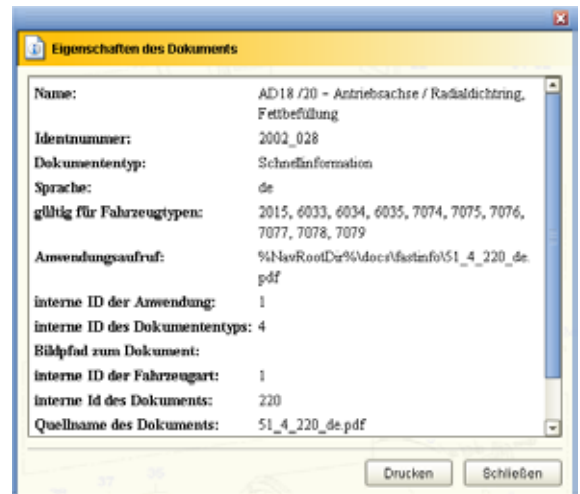 Eigenschaften des Dokuments
Name: AD18 /20 - Antriebsachse / Radialdichtring,
Fettbefüllung
Identnummer: 2002_028
Dokumententyp: Schnellinformation
Sprache: de
gültig für Fahrzeugtypen: 2015, 6033, 6034, 6035, 7074, 7075, 7076,
7077, 7078, 7079
Anwendungsaufruf: %NavRootDir%\docs\fastinfo\51_4_220_de.
pdf
interne ID der Anwendung: 1
interne ID des Dokumententyps: 4
Bildpfad zum Dokument:
interne ID der Fahrzeugart: 1
interne Id des Dokuments: 220
Quellname des Dokuments: 51_4_220_de.pdf
Drucken Schließen